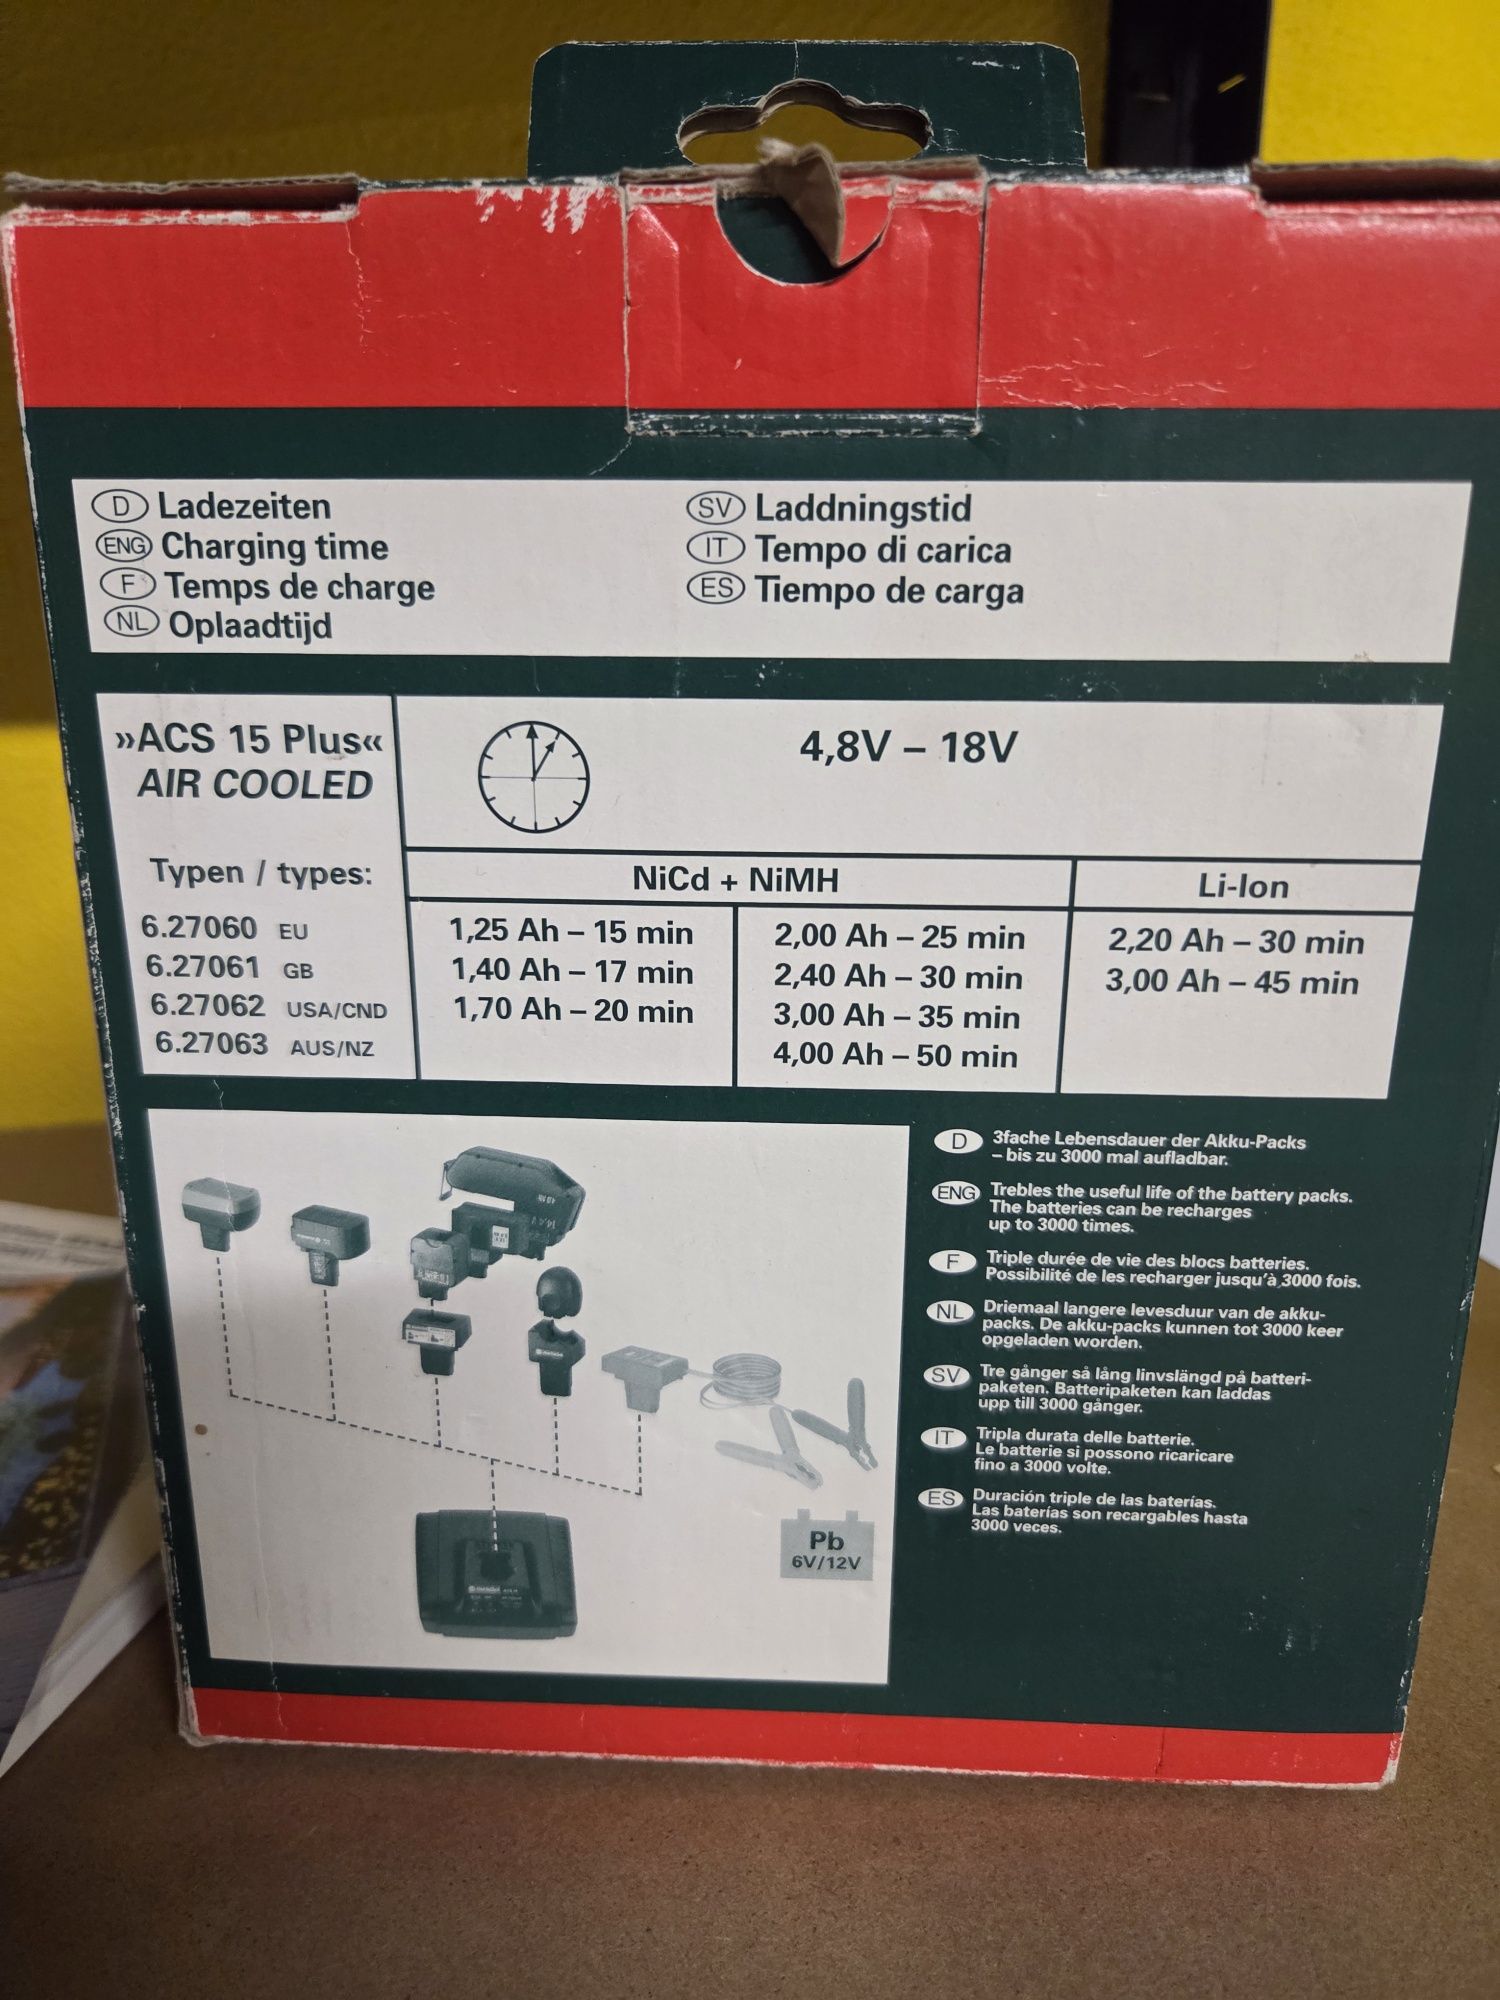 D Ladezeiten
ENG Charging time
F Temps de charge
NL Oplaadtijd
SV Laddningstid
IT Tempo di carica
ES Tiempo de carga
»ACS 15 Plus«
AIR COOLED
Typen / types:
6.27060 EU
6.27061 GB
6.27062 USA/CND
6.27063 AUS/NZ
4,8V – 18V
NiCd + NiMH
Li-Ion
1,25 Ah – 15 min
1,40 Ah – 17 min
1,70 Ah – 20 min
2,00 Ah – 25 min
2,40 Ah – 30 min
3,00 Ah – 35 min
4,00 Ah – 50 min
2,20 Ah – 30 min
3,00 Ah – 45 min
14,4 V
Pb
6V/12V
D 3fache Lebensdauer der Akku-Packs
– bis zu 3000 mal aufladbar.
ENG Trebles the useful life of the battery packs.
The batteries can be recharges
up to 3000 times.
F Triple durée de vie des blocs batteries.
Possibilité de les recharger jusqu'à 3000 fois.
NL Driemaal langere levesduur van de akku-
packs. De akku-packs kunnen tot 3000 keer
opgeladen worden.
SV Tre gånger så lång linvslängd på batteri-
paketen. Batteripaketen kan laddas
upp till 3000 gånger.
IT Tripla durata delle batterie.
Le batterie si possono ricaricare
fino a 3000 volte.
ES Duración triple de las baterías.
Las baterías son recargables hasta
3000 veces.